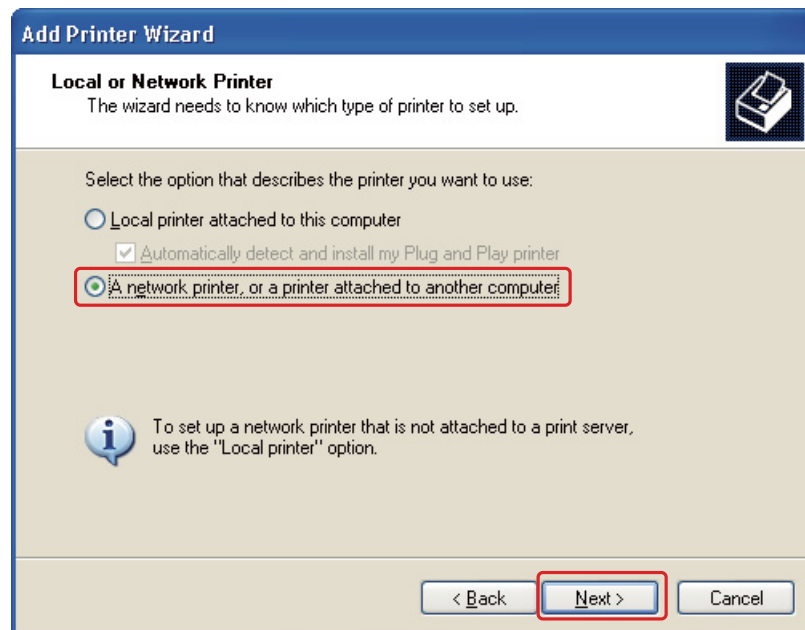 Add Printer Wizard
Local or Network Printer
The wizard needs to know which type of printer to set up.
Select the option that describes the printer you want to use:
Local printer attached to this computer
Automatically detect and install my Plug and Play printer
A network printer, or a printer attached to another computer
To set up a network printer that is not attached to a print server,
use the "Local printer" option.
< Back Next > Cancel